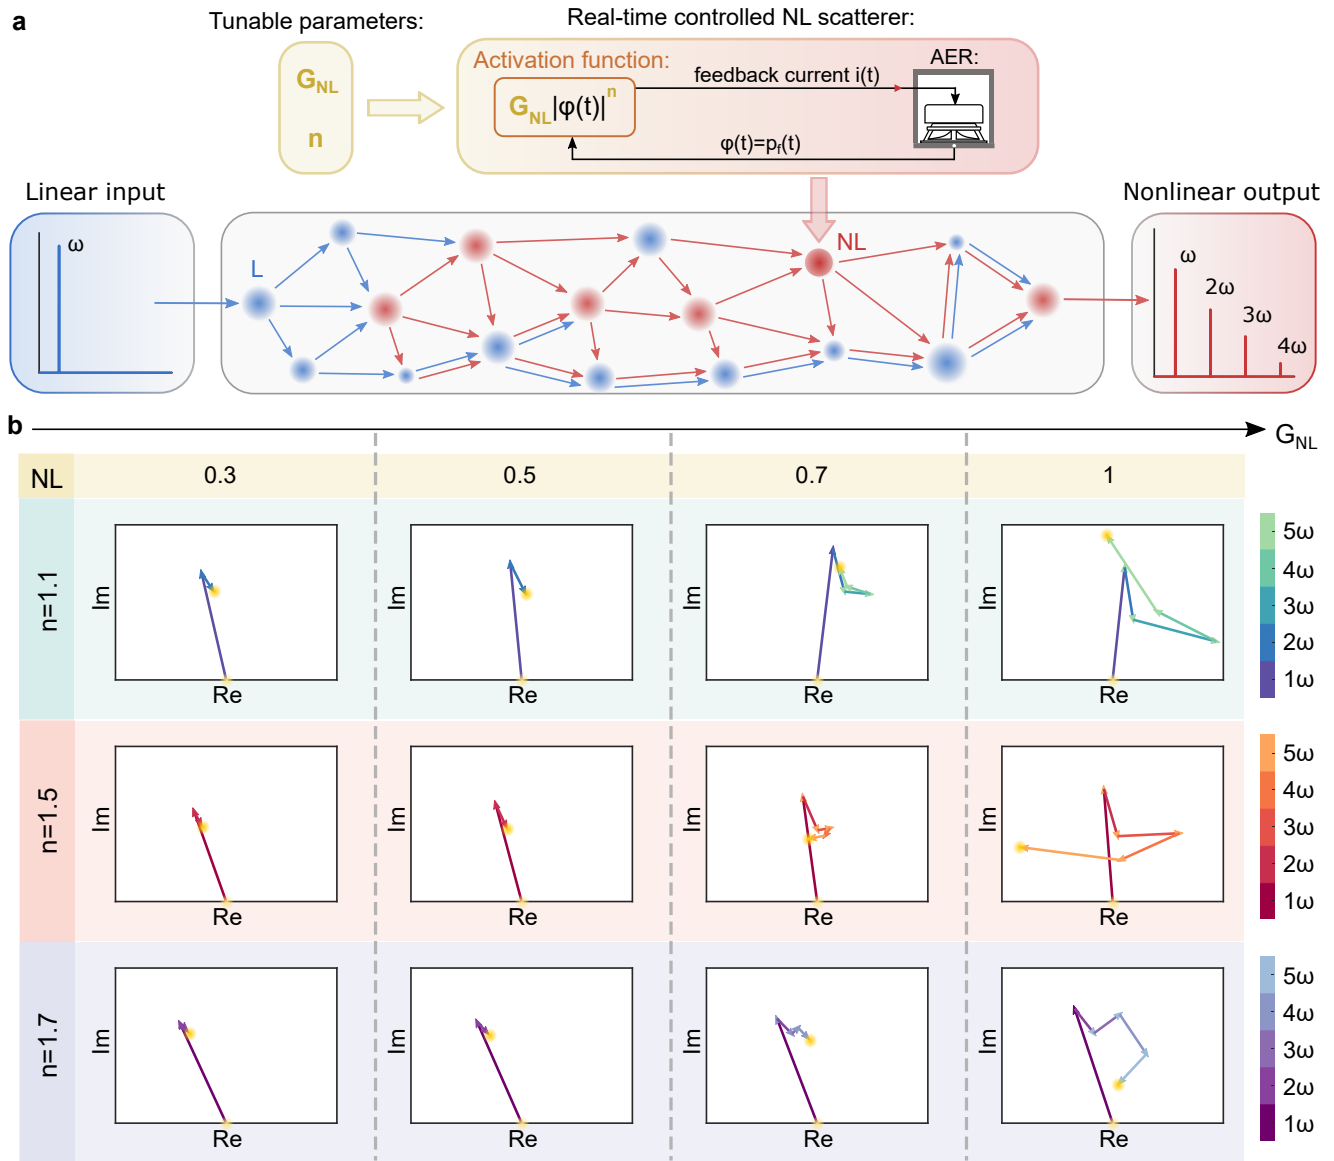 a
Tunable parameters:
Real-time controlled NL scatterer:
G_NL
n
Activation function:
G_NL|φ(t)|^n
feedback current i(t)
φ(t)=p_f(t)
AER:
Linear input
ω
L
NL
Nonlinear output
ω
2ω
3ω
4ω
b
G_NL
NL
0.3
0.5
0.7
1
n=1.1
Im
Re
Im
Re
Im
Re
Im
Re
5ω
4ω
3ω
2ω
1ω
n=1.5
Im
Re
Im
Re
Im
Re
Im
Re
5ω
4ω
3ω
2ω
1ω
n=1.7
Im
Re
Im
Re
Im
Re
Im
Re
5ω
4ω
3ω
2ω
1ω